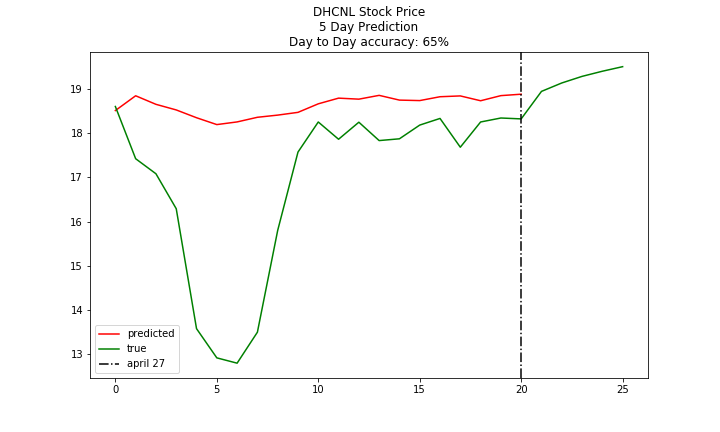 DHCNL Stock Price
5 Day Prediction
Day to Day accuracy: 65%
19
18
17
16
15
14
13
predicted
true
april 27
0 5 10 15 20 25